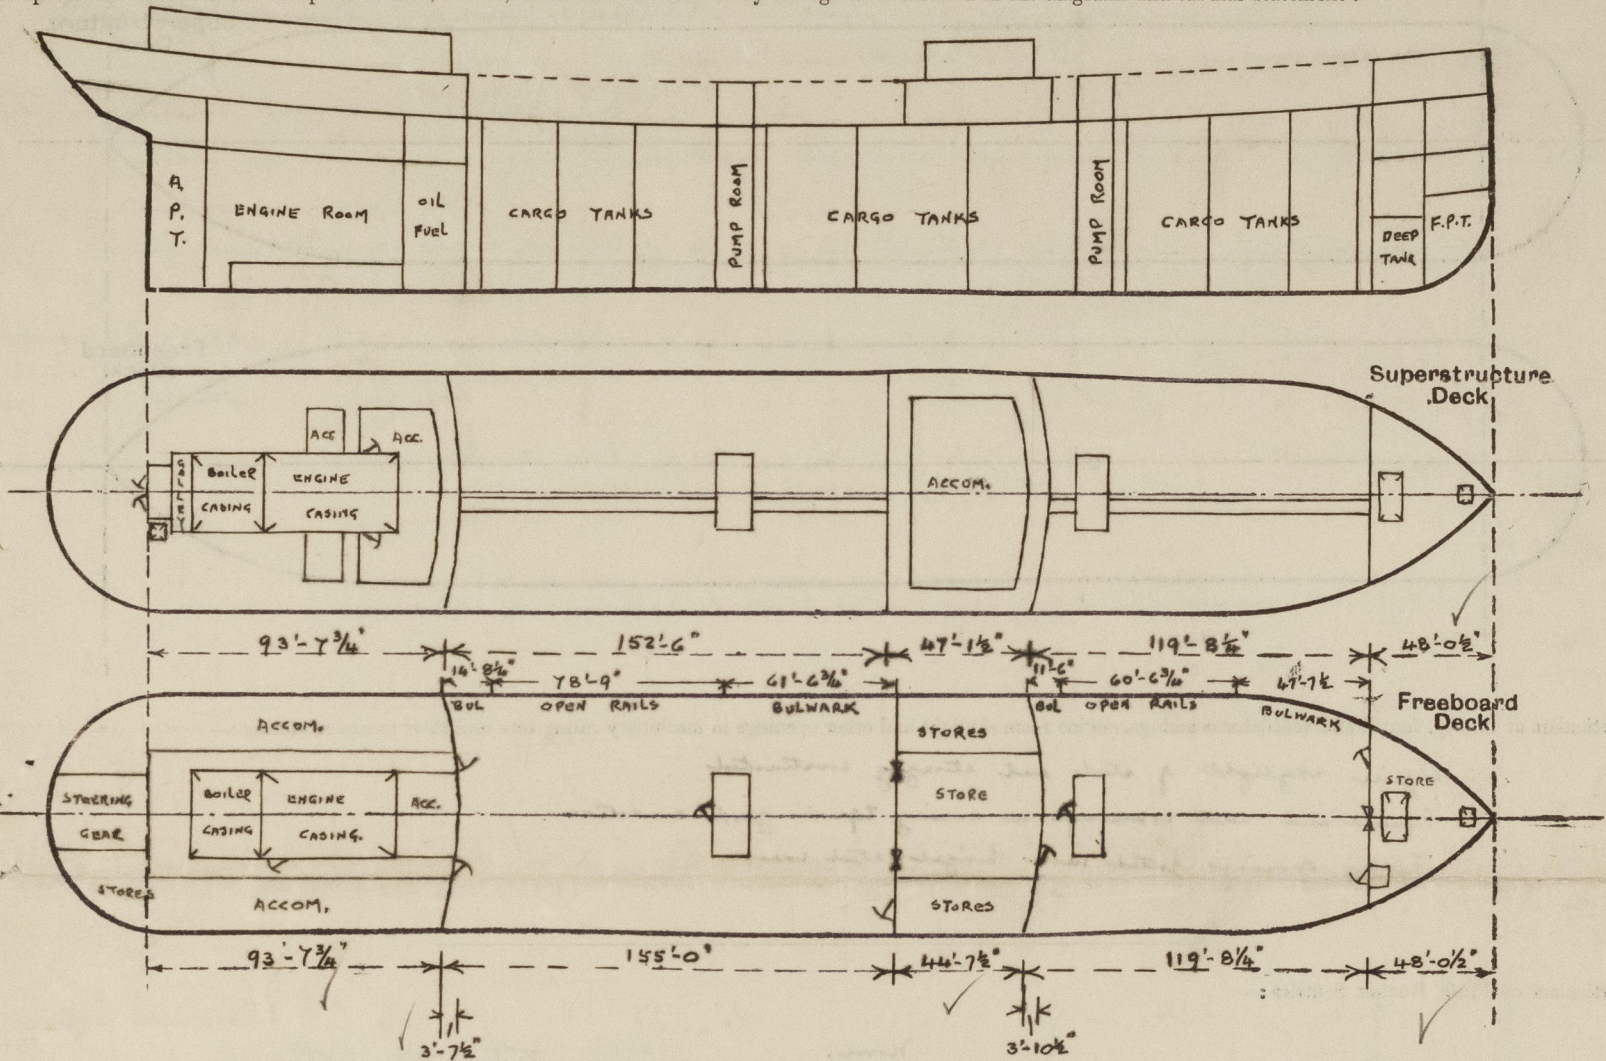 A.
P.
T.
ENGINE ROOM
OIL
FUEL
CARGO TANKS
PUMP ROOM
CARGO TANKS
PUMP ROOM
CARGO TANKS
DEEP
TANK
F.P.T.
Superstructure
Deck
ACC
ACC.
BOILER
CASING
ENGINE
CASING
ACCOM.
93'-7¾"
152'-6"
47'-1½"
119'-8¼"
48'-0½"
14'-8¼"
78'-9"
61'-6¾"
11'-6"
60'-6¾"
47'-7½
BUL
OPEN RAILS
BULWARK
BUL
OPEN RAILS
BULWARK
Freeboard
Deck
ACCOM.
STORES
STEERING
GEAR
BOILER
CASING
ENGINE
CASING.
ACC.
STORE
STORE
STORES
ACCOM.
STORES
93'-7¾"
155'-0"
44'-7½"
119'-8¼"
48'-0½"
3'-7½"
3'-10½"